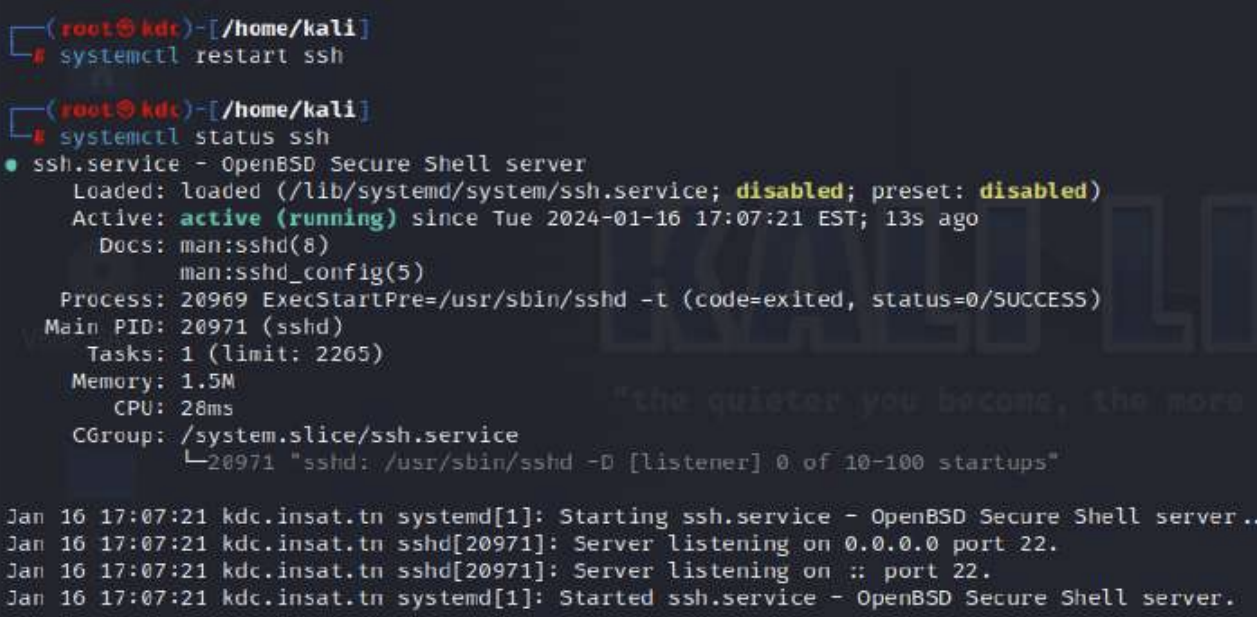 ┌──(root㉿kdc)-[/home/kali]
└─# systemctl restart ssh
┌──(root㉿kdc)-[/home/kali]
└─# systemctl status ssh
● ssh.service - OpenBSD Secure Shell server
Loaded: loaded (/lib/systemd/system/ssh.service; disabled; preset: disabled)
Active: active (running) since Tue 2024-01-16 17:07:21 EST; 13s ago
Docs: man:sshd(8)
man:sshd_config(5)
Process: 20969 ExecStartPre=/usr/sbin/sshd -t (code=exited, status=0/SUCCESS)
Main PID: 20971 (sshd)
Tasks: 1 (limit: 2265)
Memory: 1.5M
CPU: 28ms
CGroup: /system.slice/ssh.service
└─20971 "sshd: /usr/sbin/sshd -D [listener] 0 of 10-100 startups"
Jan 16 17:07:21 kdc.insat.tn systemd[1]: Starting ssh.service - OpenBSD Secure Shell server.
Jan 16 17:07:21 kdc.insat.tn sshd[20971]: Server listening on 0.0.0.0 port 22.
Jan 16 17:07:21 kdc.insat.tn sshd[20971]: Server listening on :: port 22.
Jan 16 17:07:21 kdc.insat.tn systemd[1]: Started ssh.service - OpenBSD Secure Shell server.
KALI LI
"the quieter you become, the more